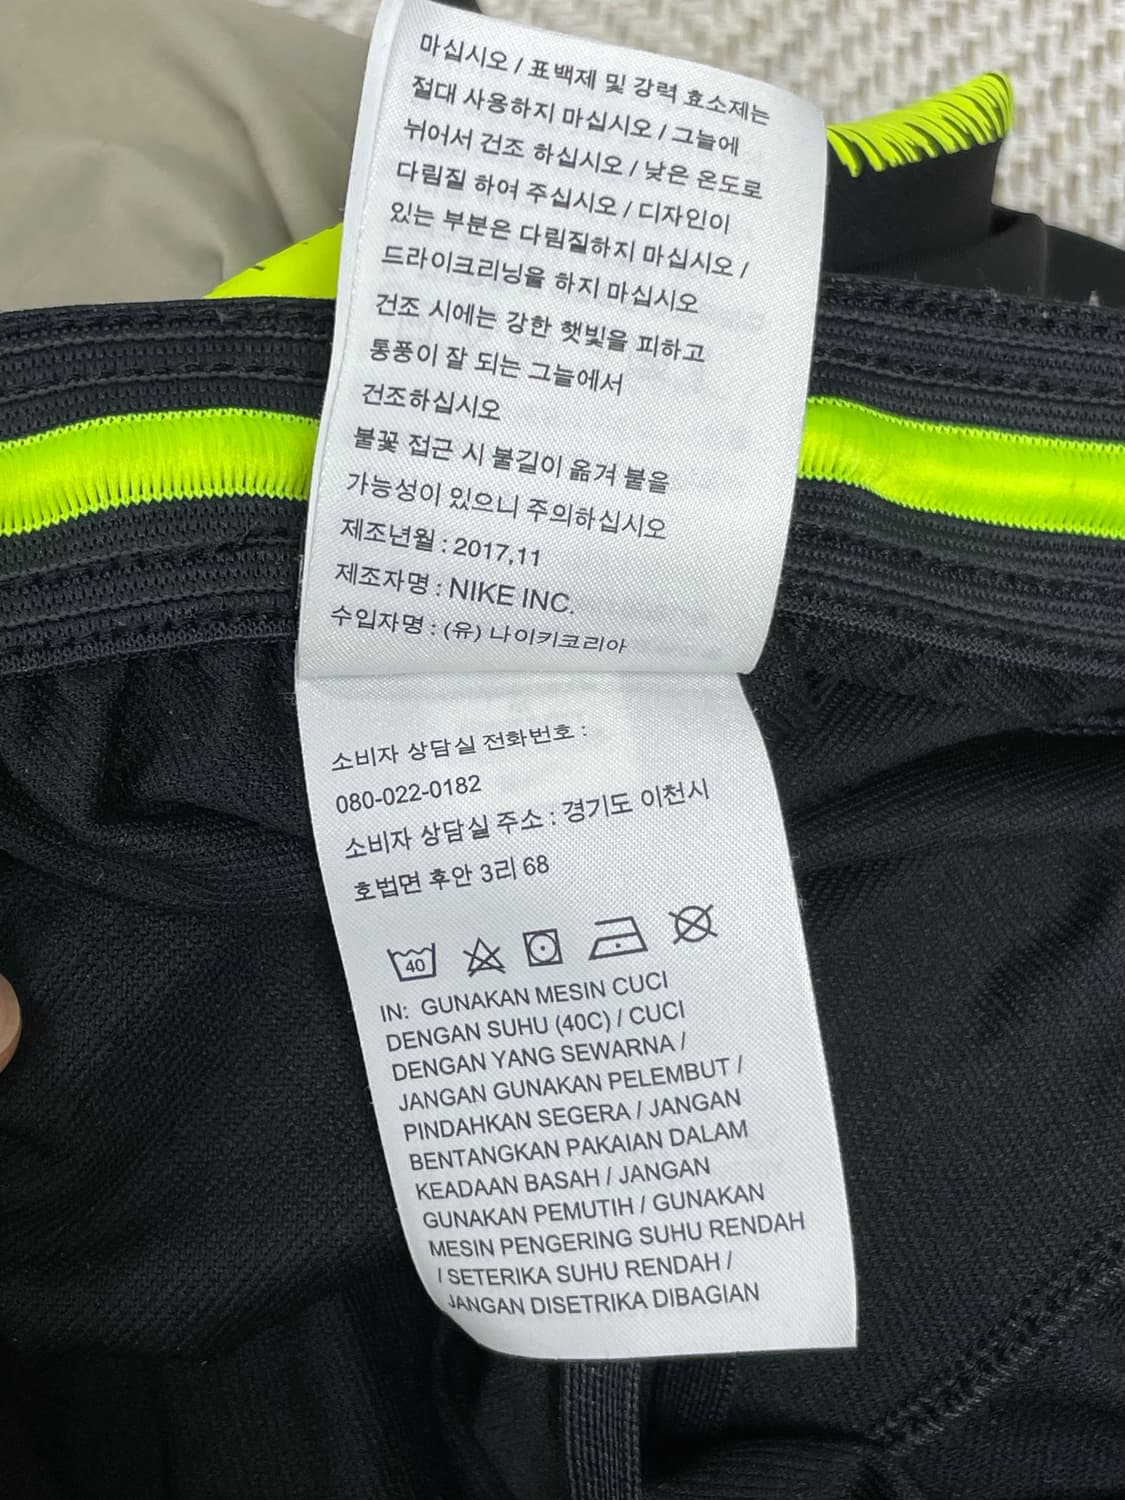 마십시오 / 표백제 및 강력 효소제는
절대 사용하지 마십시오 / 그늘에
뉘어서 건조 하십시오 / 낮은 온도로
다림질 하여 주십시오 / 디자인이
있는 부분은 다림질하지 마십시오 /
드라이크리닝을 하지 마십시오
건조 시에는 강한 햇빛을 피하고
통풍이 잘 되는 그늘에서
건조하십시오
불꽃 접근 시 불길이 옮겨 붙을
가능성이 있으니 주의하십시오
제조년월 : 2017,11
제조자명 : NIKE INC.
수입자명 : (유) 나이키코리아
소비자 상담실 전화번호 :
080-022-0182
소비자 상담실 주소 : 경기도 이천시
호법면 후안 3리 68
40
IN: GUNAKAN MESIN CUCI
DENGAN SUHU (40C) / CUCI
DENGAN YANG SEWARNA /
JANGAN GUNAKAN PELEMBUT /
PINDAHKAN SEGERA / JANGAN
BENTANGKAN PAKAIAN DALAM
KEADAAN BASAH / JANGAN
GUNAKAN PEMUTIH / GUNAKAN
MESIN PENGERING SUHU RENDAH
/ SETERIKA SUHU RENDAH /
JANGAN DISETRIKA DIBAGIAN